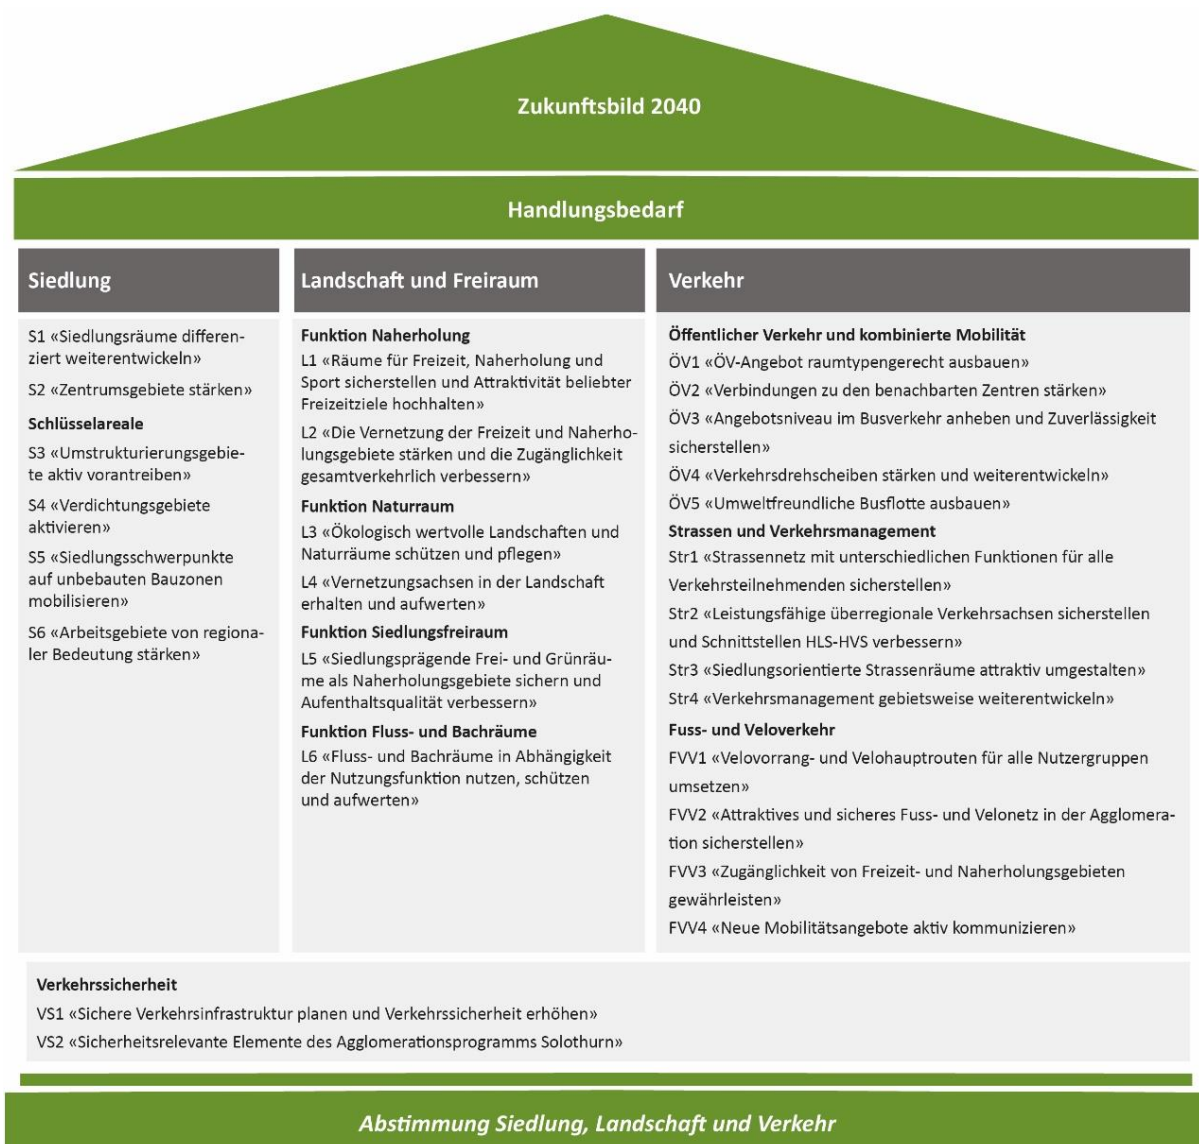 Zukunftsbild 2040
Handlungsbedarf
Siedlung
S1 «Siedlungsräume differen-
ziert weiterentwickeln»
S2 «Zentrumsgebiete stärken»
Schlüsselareale
S3 «Umstrukturierungsgebie-
te aktiv vorantreiben»
S4 «Verdichtungsgebiete
aktivieren»
S5 «Siedlungsschwerpunkte
auf unbebauten Bauzonen
mobilisieren»
S6 «Arbeitsgebiete von regiona-
ler Bedeutung stärken»
Landschaft und Freiraum
Funktion Naherholung
L1 «Räume für Freizeit, Naherholung und
Sport sicherstellen und Attraktivität beliebter
Freizeitziele hochhalten»
L2 «Die Vernetzung der Freizeit und Naherho-
lungsgebiete stärken und die Zugänglichkeit
gesamtverkehrlich verbessern»
Funktion Naturraum
L3 «Ökologisch wertvolle Landschaften und
Naturräume schützen und pflegen»
L4 «Vernetzungsachsen in der Landschaft
erhalten und aufwerten»
Funktion Siedlungsfreiraum
L5 «Siedlungsprägende Frei- und Grünräu-
me als Naherholungsgebiete sichern und
Aufenthaltsqualität verbessern»
Funktion Fluss- und Bachräume
L6 «Fluss- und Bachräume in Abhängigkeit
der Nutzungsfunktion nutzen, schützen
und aufwerten»
Verkehr
Öffentlicher Verkehr und kombinierte Mobilität
ÖV1 «ÖV-Angebot raumtypengerecht ausbauen»
ÖV2 «Verbindungen zu den benachbarten Zentren stärken»
ÖV3 «Angebotsniveau im Busverkehr anheben und Zuverlässigkeit
sicherstellen»
ÖV4 «Verkehrsdrehscheiben stärken und weiterentwickeln»
ÖV5 «Umweltfreundliche Busflotte ausbauen»
Strassen und Verkehrsmanagement
Str1 «Strassennetz mit unterschiedlichen Funktionen für alle
Verkehrsteilnehmenden sicherstellen»
Str2 «Leistungsfähige überregionale Verkehrsachsen sicherstellen
und Schnittstellen HLS-HVS verbessern»
Str3 «Siedlungsorientierte Strassenräume attraktiv umgestalten»
Str4 «Verkehrsmanagement gebietsweise weiterentwickeln»
Fuss- und Veloverkehr
FVV1 «Velovorrang- und Velohauptrouten für alle Nutzergruppen
umsetzen»
FVV2 «Attraktives und sicheres Fuss- und Velonetz in der Agglomera-
tion sicherstellen»
FVV3 «Zugänglichkeit von Freizeit- und Naherholungsgebieten
gewährleisten»
FVV4 «Neue Mobilitätsangebote aktiv kommunizieren»
Verkehrssicherheit
VS1 «Sichere Verkehrsinfrastruktur planen und Verkehrssicherheit erhöhen»
VS2 «Sicherheitsrelevante Elemente des Agglomerationsprogramms Solothurn»
Abstimmung Siedlung, Landschaft und Verkehr